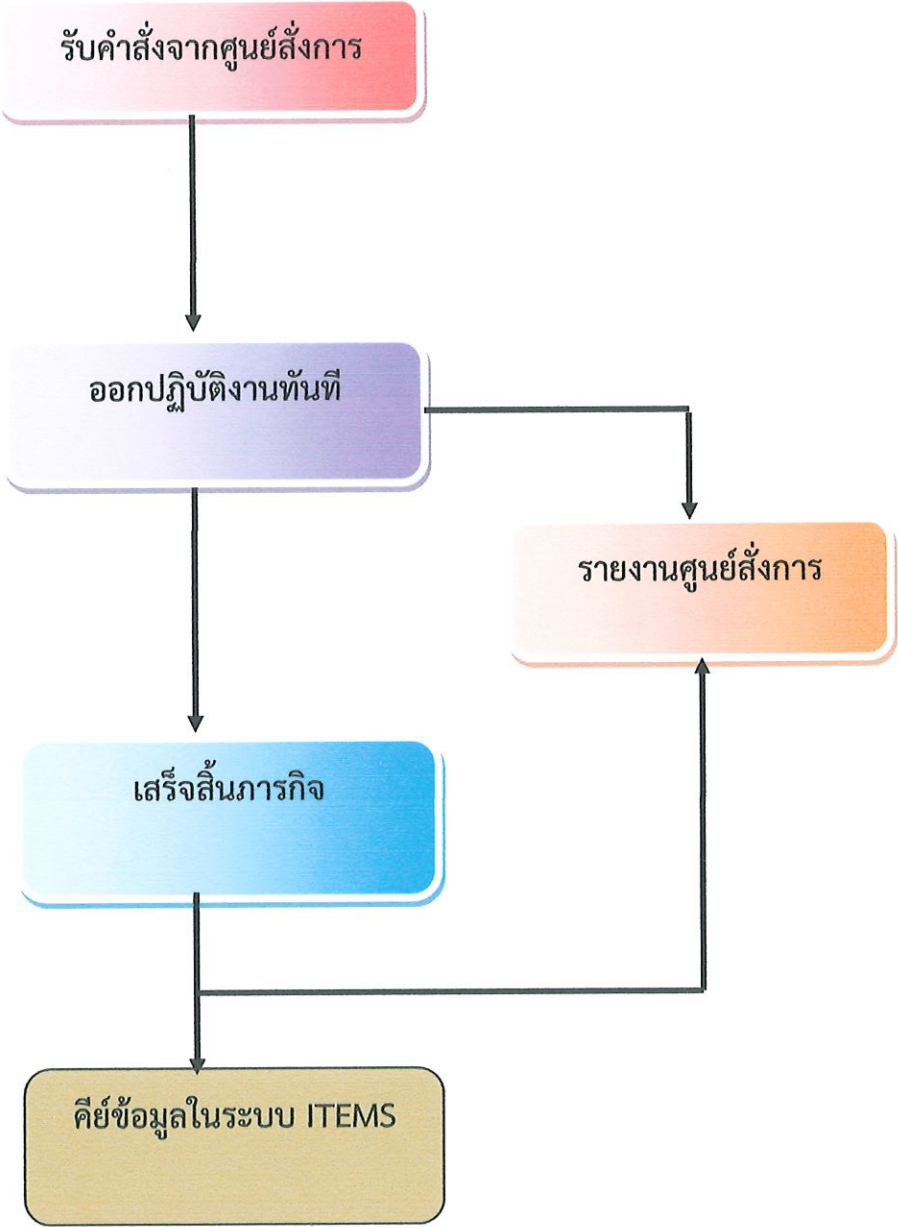 รับคำสั่งจากศูนย์สั่งการ
ออกปฏิบัติงานทันที
รายงานศูนย์สั่งการ
เสร็จสิ้นภารกิจ
คีย์ข้อมูลในระบบ ITEMS